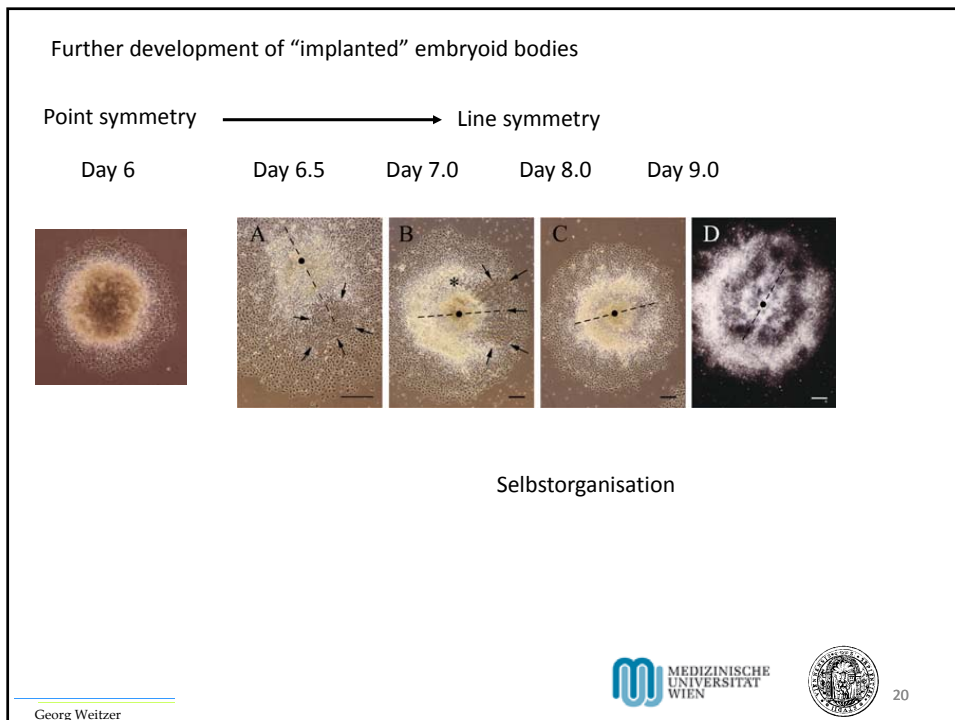 Further development of “implanted” embryoid bodies
Point symmetry Line symmetry
Day 6 Day 6.5 Day 7.0 Day 8.0 Day 9.0
A B C D
*
Selbstorganisation
MEDIZINISCHE
UNIVERSITÄT
WIEN
20
Georg Weitzer